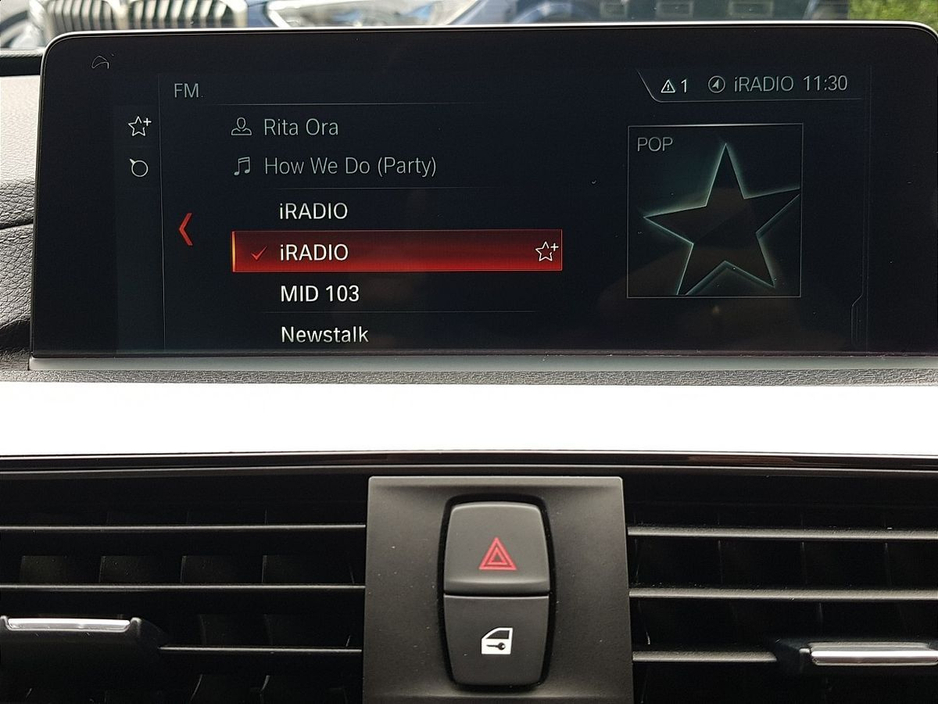 FM
1 iRADIO 11:30
Rita Ora
POP
How We Do (Party)
iRADIO
iRADIO
MID 103
Newstalk